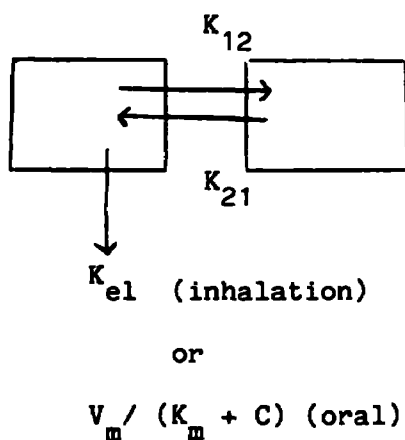 K12
K21
Kel (inhalation)
or
Vm/ (Km + C) (oral)